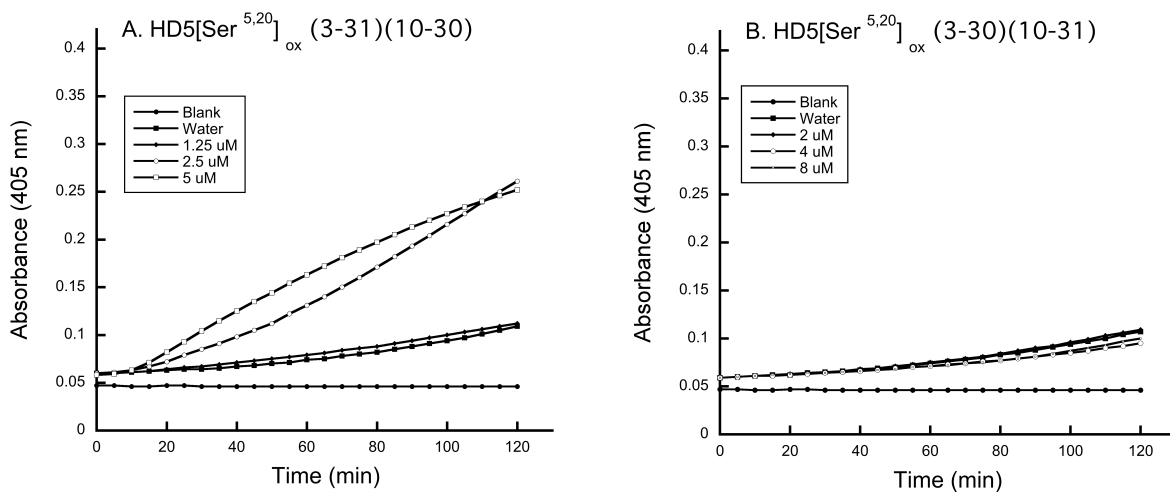 A. HD5[Ser 5,20] ox (3-31)(10-30)
0.4
0.35
0.3
0.25
0.2
0.15
0.1
0.05
0
Absorbance (405 nm)
Blank
Water
1.25 uM
2.5 uM
5 uM
0 20 40 60 80 100 120
Time (min)
B. HD5[Ser 5,20] ox (3-30)(10-31)
0.4
0.35
0.3
0.25
0.2
0.15
0.1
0.05
0
Absorbance (405 nm)
Blank
Water
2 uM
4 uM
8 uM
0 20 40 60 80 100 120
Time (min)